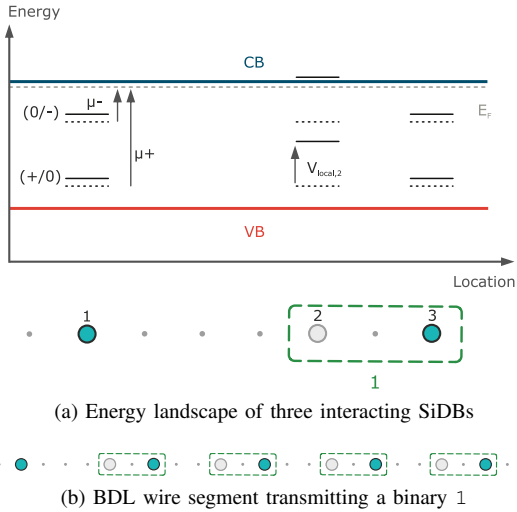 Energy
CB
(0/-)
μ-
E_F
μ+
(+/0)
V_local,2
VB
Location
1
2
3
1
(a) Energy landscape of three interacting SiDBs
(b) BDL wire segment transmitting a binary 1